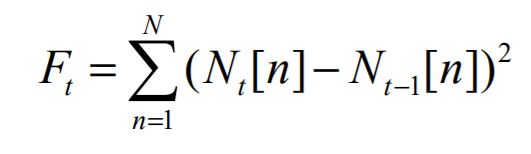 F_t = \sum_{n=1}^{N} (N_t[n] - N_{t-1}[n])^2